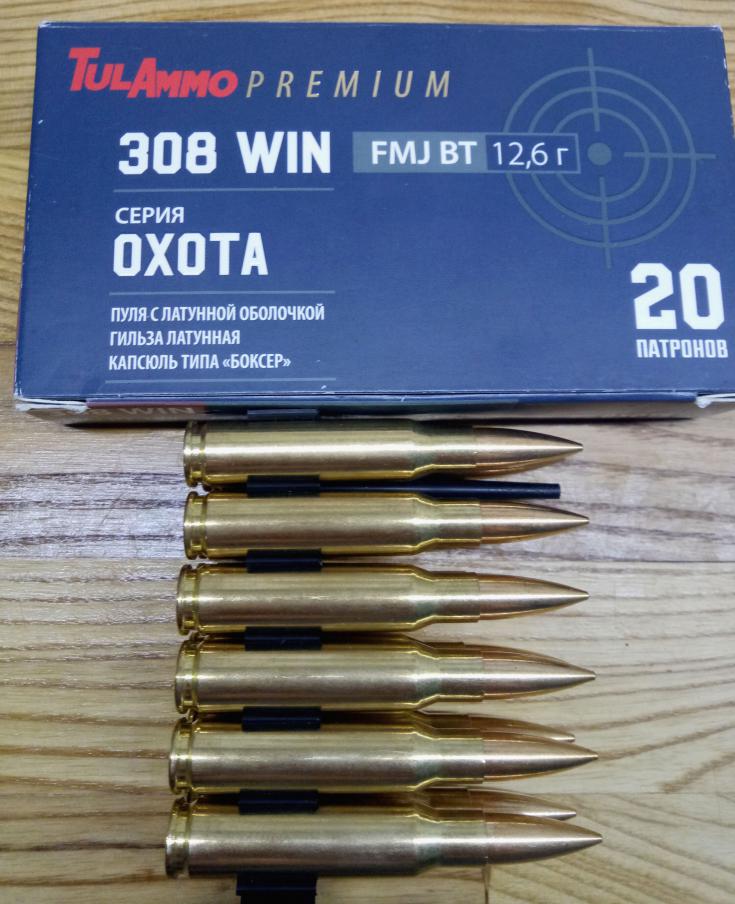 TULAMMO PREMIUM
308 WIN FMJ BT 12,6 г
СЕРИЯ
ОХОТА
ПУЛЯ С ЛАТУННОЙ ОБОЛОЧКОЙ
ГИЛЬЗА ЛАТУННАЯ
КАПСЮЛЬ ТИПА «БОКСЕР»
20
ПАТРОНОВ
WIN